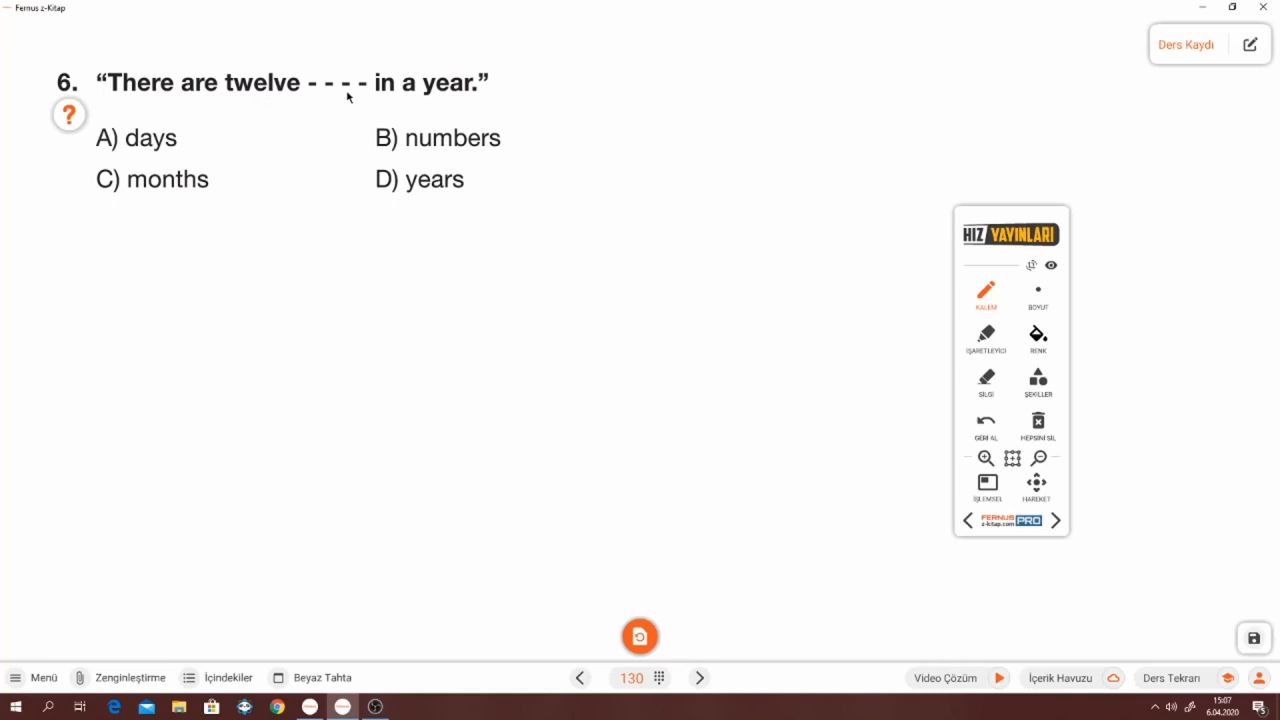 Fernus z-Kitap
Ders Kaydı
6. “There are twelve - - - - in a year.”
?
A) days B) numbers
C) months D) years
HIZ YAYINLARI
KALEM BOYUT
İŞARETLEYİCİ RENK
SİLGİ ŞEKİLLER
GERİ AL HEPSİNİ SİL
İŞLEMSEL HAREKET
FERNUS PRO
z-kitap.com
Menü Zenginleştirme İçindekiler Beyaz Tahta 130 Video Çözüm İçerik Havuzu Ders Tekrarı
15:07
6.04.2020
5